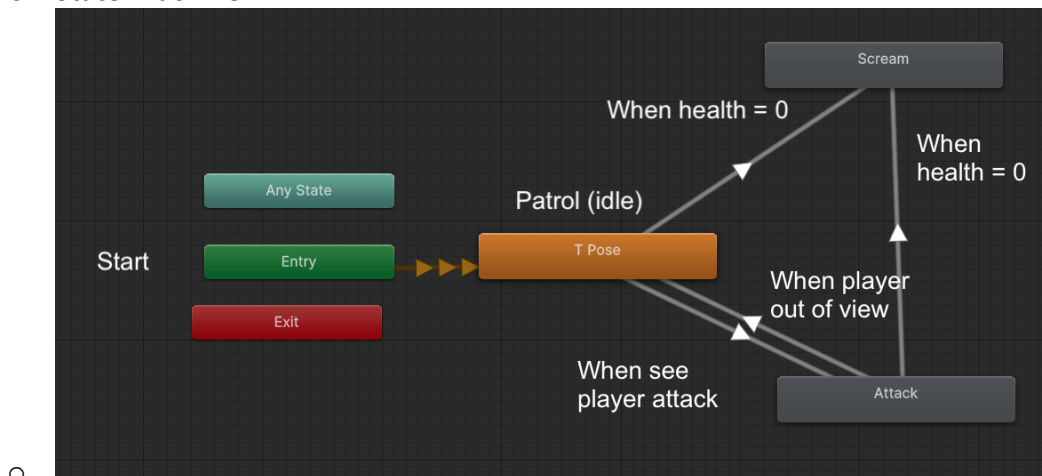 Scream
When health = 0
When
health = 0
Any State
Patrol (idle)
T Pose
Start
Entry
When player
out of view
Exit
When see
player attack
Attack